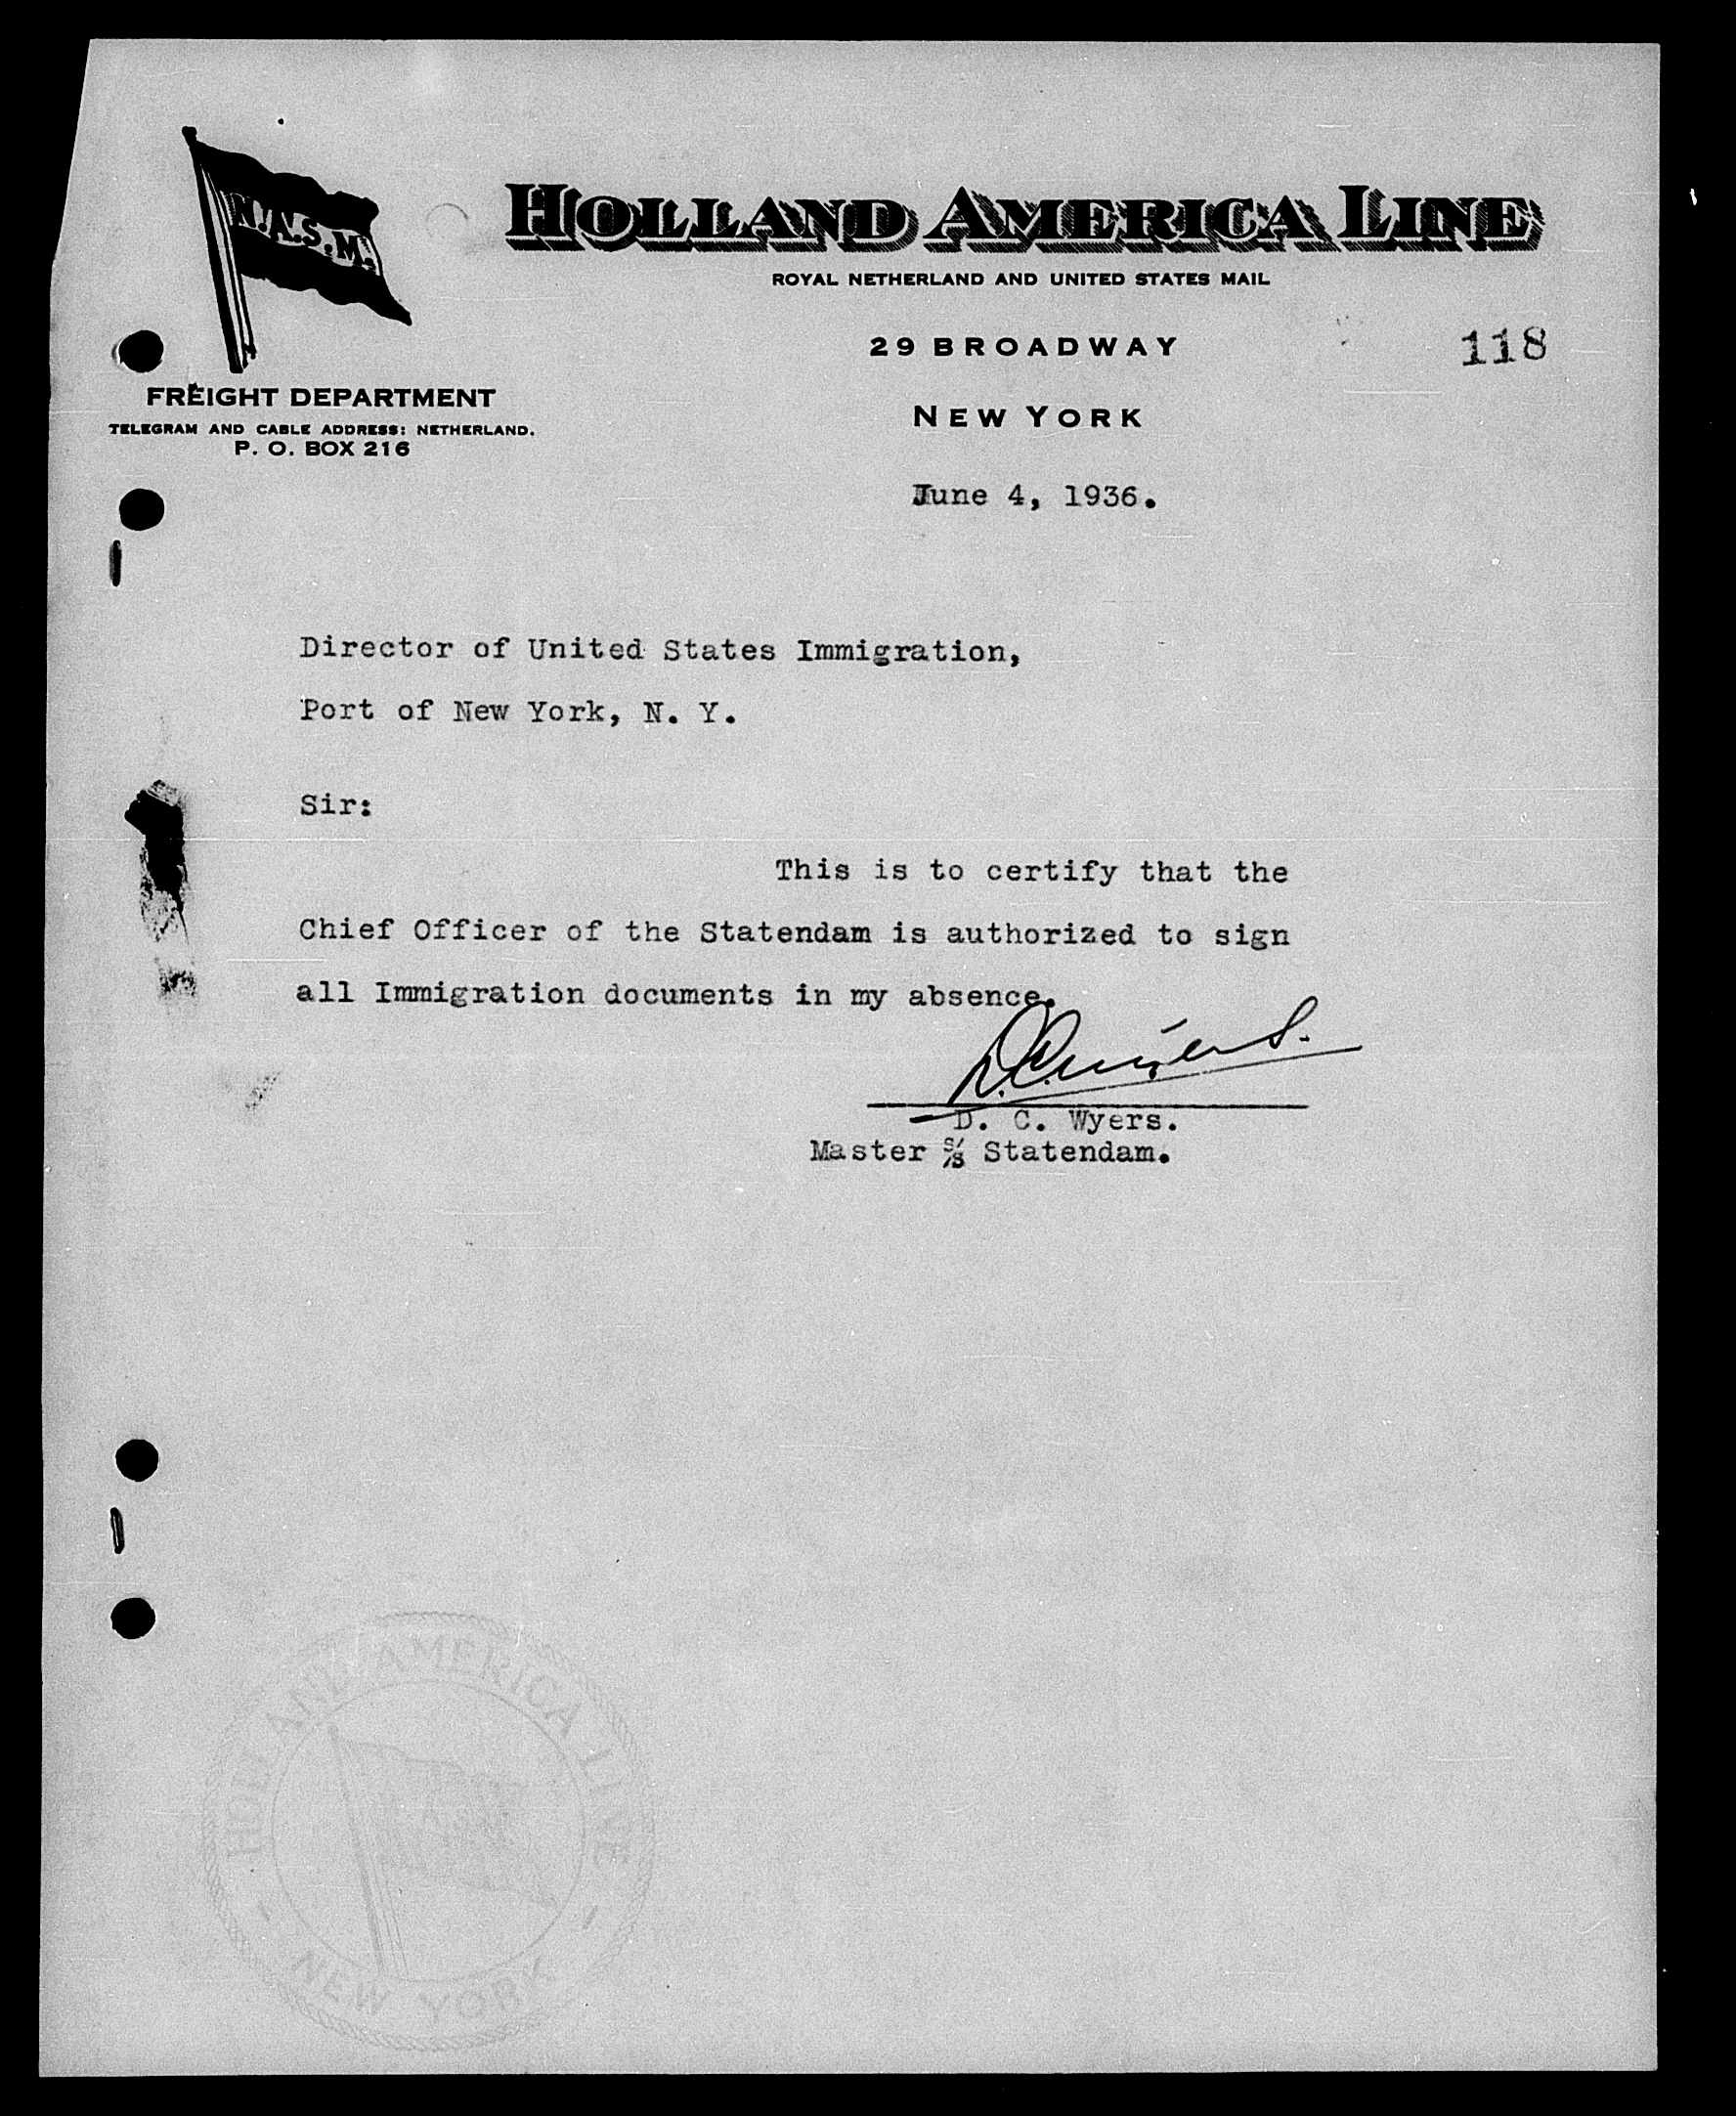 N.A.S.M.
HOLLAND AMERICA LINE
ROYAL NETHERLAND AND UNITED STATES MAIL
29 BROADWAY
118
FREIGHT DEPARTMENT
NEW YORK
TELEGRAM AND CABLE ADDRESS: NETHERLAND.
P. O. BOX 216
June 4, 1936.
Director of United States Immigration,
Port of New York, N. Y.
Sir:
This is to certify that the
Chief Officer of the Statendam is authorized to sign
all Immigration documents in my absence.
D. C. Wyers.
Master S/S Statendam.
HOLLAND AMERICA LINE
NEW YORK